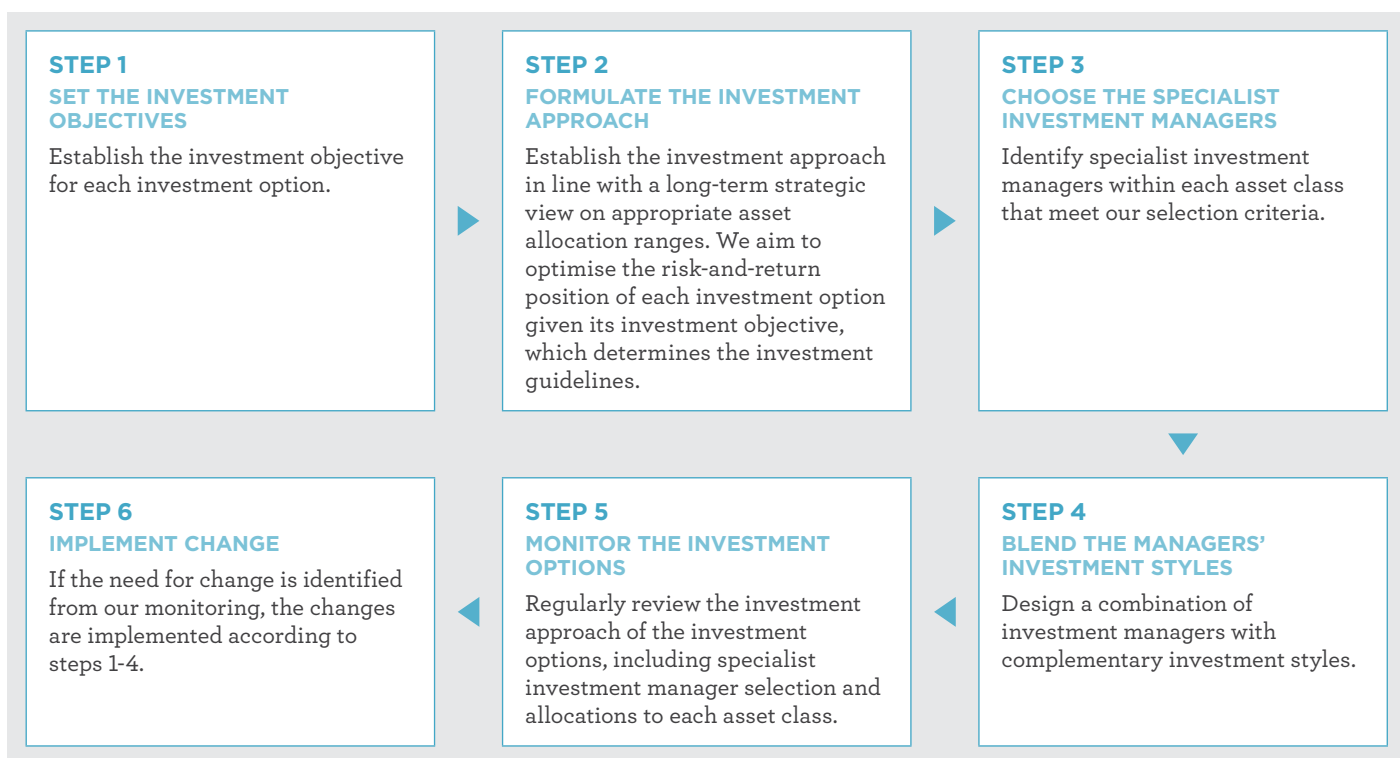 STEP 1
SET THE INVESTMENT
OBJECTIVES
Establish the investment objective
for each investment option.
STEP 2
FORMULATE THE INVESTMENT
APPROACH
Establish the investment approach
in line with a long-term strategic
view on appropriate asset
allocation ranges. We aim to
optimise the risk-and-return
position of each investment option
given its investment objective,
which determines the investment
guidelines.
STEP 3
CHOOSE THE SPECIALIST
INVESTMENT MANAGERS
Identify specialist investment
managers within each asset class
that meet our selection criteria.
STEP 4
BLEND THE MANAGERS’
INVESTMENT STYLES
Design a combination of
investment managers with
complementary investment styles.
STEP 5
MONITOR THE INVESTMENT
OPTIONS
Regularly review the investment
approach of the investment
options, including specialist
investment manager selection and
allocations to each asset class.
STEP 6
IMPLEMENT CHANGE
If the need for change is identified
from our monitoring, the changes
are implemented according to
steps 1-4.